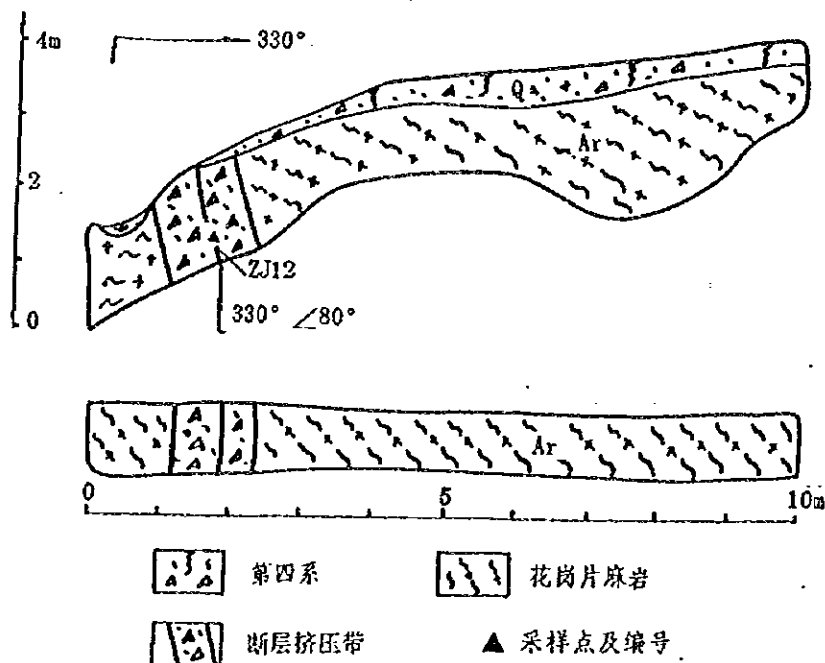 4m
330°
Q
Ar
2
ZJ12
0
330° ∠80°
Ar
0 5 10m
第四系
花岗片麻岩
断层挤压带
采样点及编号